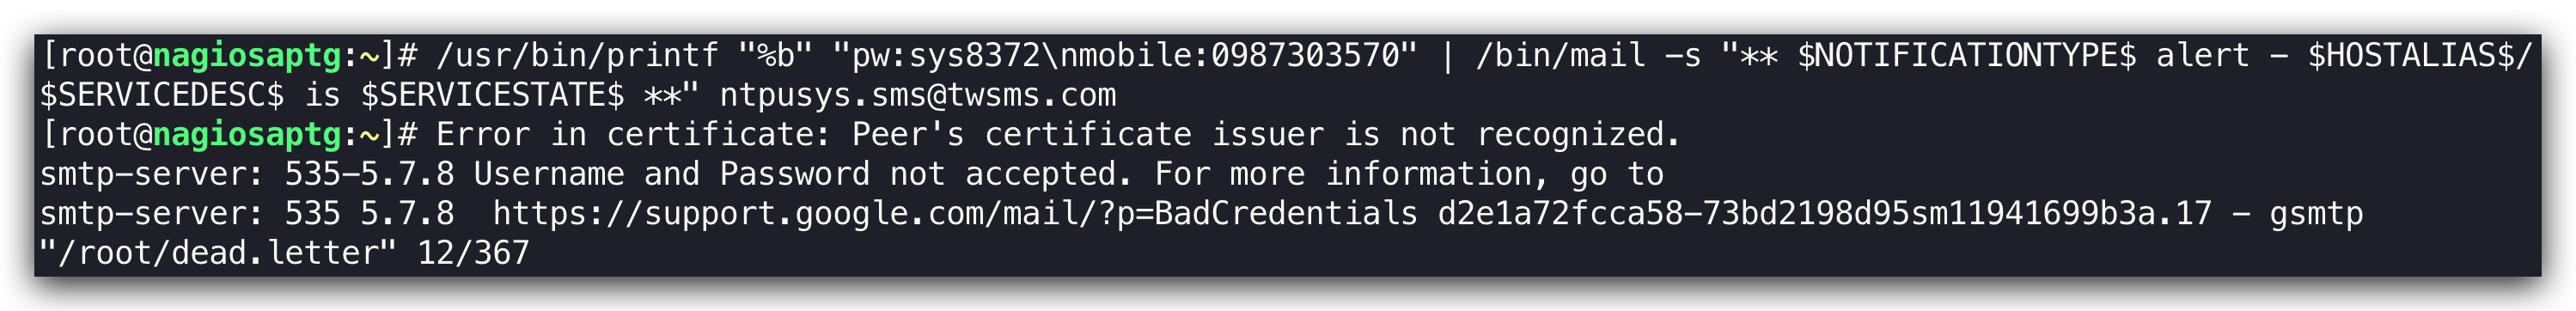 [root@nagiosaptg:~]# /usr/bin/printf "%b" "pw:sys8372\nmobile:0987303570" | /bin/mail -s "** $NOTIFICATIONTYPE$ alert - $HOSTALIAS$/
$SERVICEDESC$ is $SERVICESTATE$ **" ntpusys.sms@twsms.com
[root@nagiosaptg:~]# Error in certificate: Peer's certificate issuer is not recognized.
smtp-server: 535-5.7.8 Username and Password not accepted. For more information, go to
smtp-server: 535 5.7.8  https://support.google.com/mail/?p=BadCredentials d2e1a72fcca58-73bd2198d95sm11941699b3a.17 - gsmtp
"/root/dead.letter" 12/367